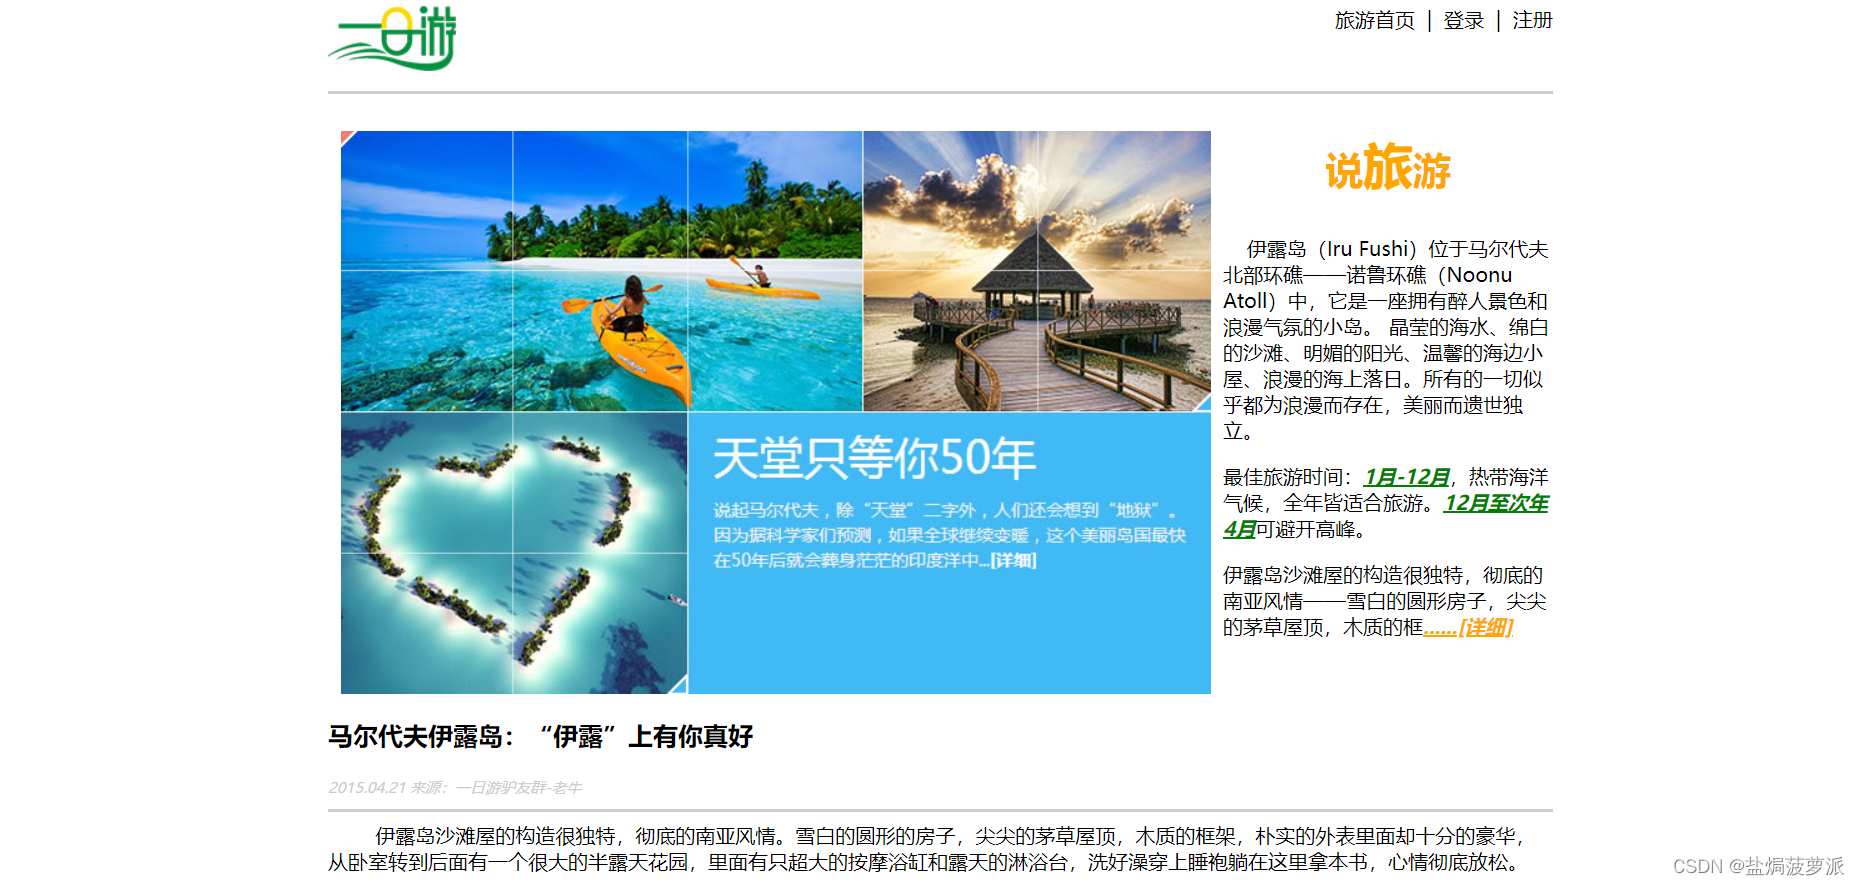 一日游
旅游首页 | 登录 | 注册
说旅游
伊露岛（Iru Fushi）位于马尔代夫
北部环礁——诺鲁环礁（Noonu
Atoll）中，它是一座拥有醉人景色和
浪漫气氛的小岛。 晶莹的海水、绵白
的沙滩、明媚的阳光、温馨的海边小
屋、浪漫的海上落日。所有的一切似
乎都为浪漫而存在，美丽而遗世独
立。
最佳旅游时间：1月-12月，热带海洋
气候，全年皆适合旅游。12月至次年
4月可避开高峰。
伊露岛沙滩屋的构造很独特，彻底的
南亚风情——雪白的圆形房子，尖尖
的茅草屋顶，木质的框......[详细]
天堂只等你50年
说起马尔代夫，除“天堂”二字外，人们还会想到“地狱”。
因为据科学家们预测，如果全球继续变暖，这个美丽岛国最快
在50年后就会葬身茫茫的印度洋中...[详细]
马尔代夫伊露岛：“伊露”上有你真好
2015.04.21 来源：一日游驴友群-老牛
伊露岛沙滩屋的构造很独特，彻底的南亚风情。雪白的圆形的房子，尖尖的茅草屋顶，木质的框架，朴实的外表里面却十分的豪华，
从卧室转到后面有一个很大的半露天花园，里面有只超大的按摩浴缸和露天的淋浴台，洗好澡穿上睡袍躺在这里拿本书，心情彻底放松。
CSDN @盐焗菠萝派